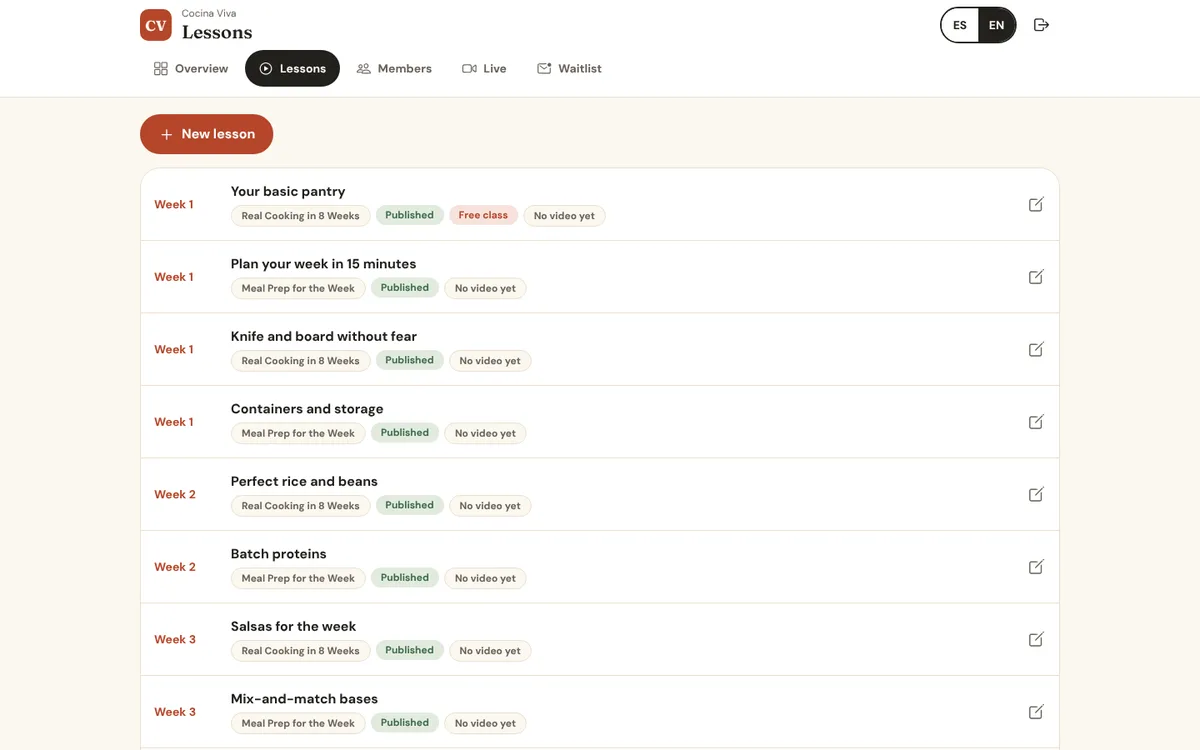 CV
Cocina Viva
Lessons
ES EN
Overview Lessons Members Live Waitlist
New lesson
Week 1
Your basic pantry
Real Cooking in 8 Weeks Published Free class No video yet
Week 1
Plan your week in 15 minutes
Meal Prep for the Week Published No video yet
Week 1
Knife and board without fear
Real Cooking in 8 Weeks Published No video yet
Week 1
Containers and storage
Meal Prep for the Week Published No video yet
Week 2
Perfect rice and beans
Real Cooking in 8 Weeks Published No video yet
Week 2
Batch proteins
Meal Prep for the Week Published No video yet
Week 3
Salsas for the week
Real Cooking in 8 Weeks Published No video yet
Week 3
Mix-and-match bases
Meal Prep for the Week Published No video yet